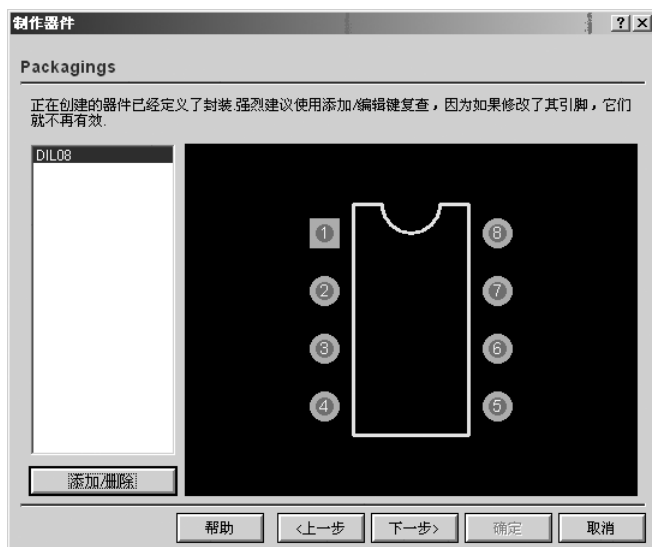 制作器件
? ×
Packagings
正在创建的器件已经定义了封装.强烈建议使用添加/编辑键复查，因为如果修改了其引脚，它们
就不再有效.
DIL08
1 8
2 7
3 6
4 5
添加/删除
帮助 <上一步 下一步> 确定 取消